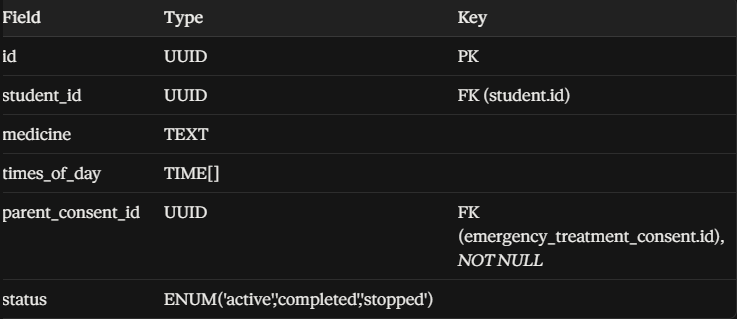 Field Type Key
id UUID PK
student_id UUID FK (student.id)
medicine TEXT
times_of_day TIME[]
parent_consent_id UUID FK
(emergency_treatment_consent.id),
NOT NULL
status ENUM('active','completed','stopped')